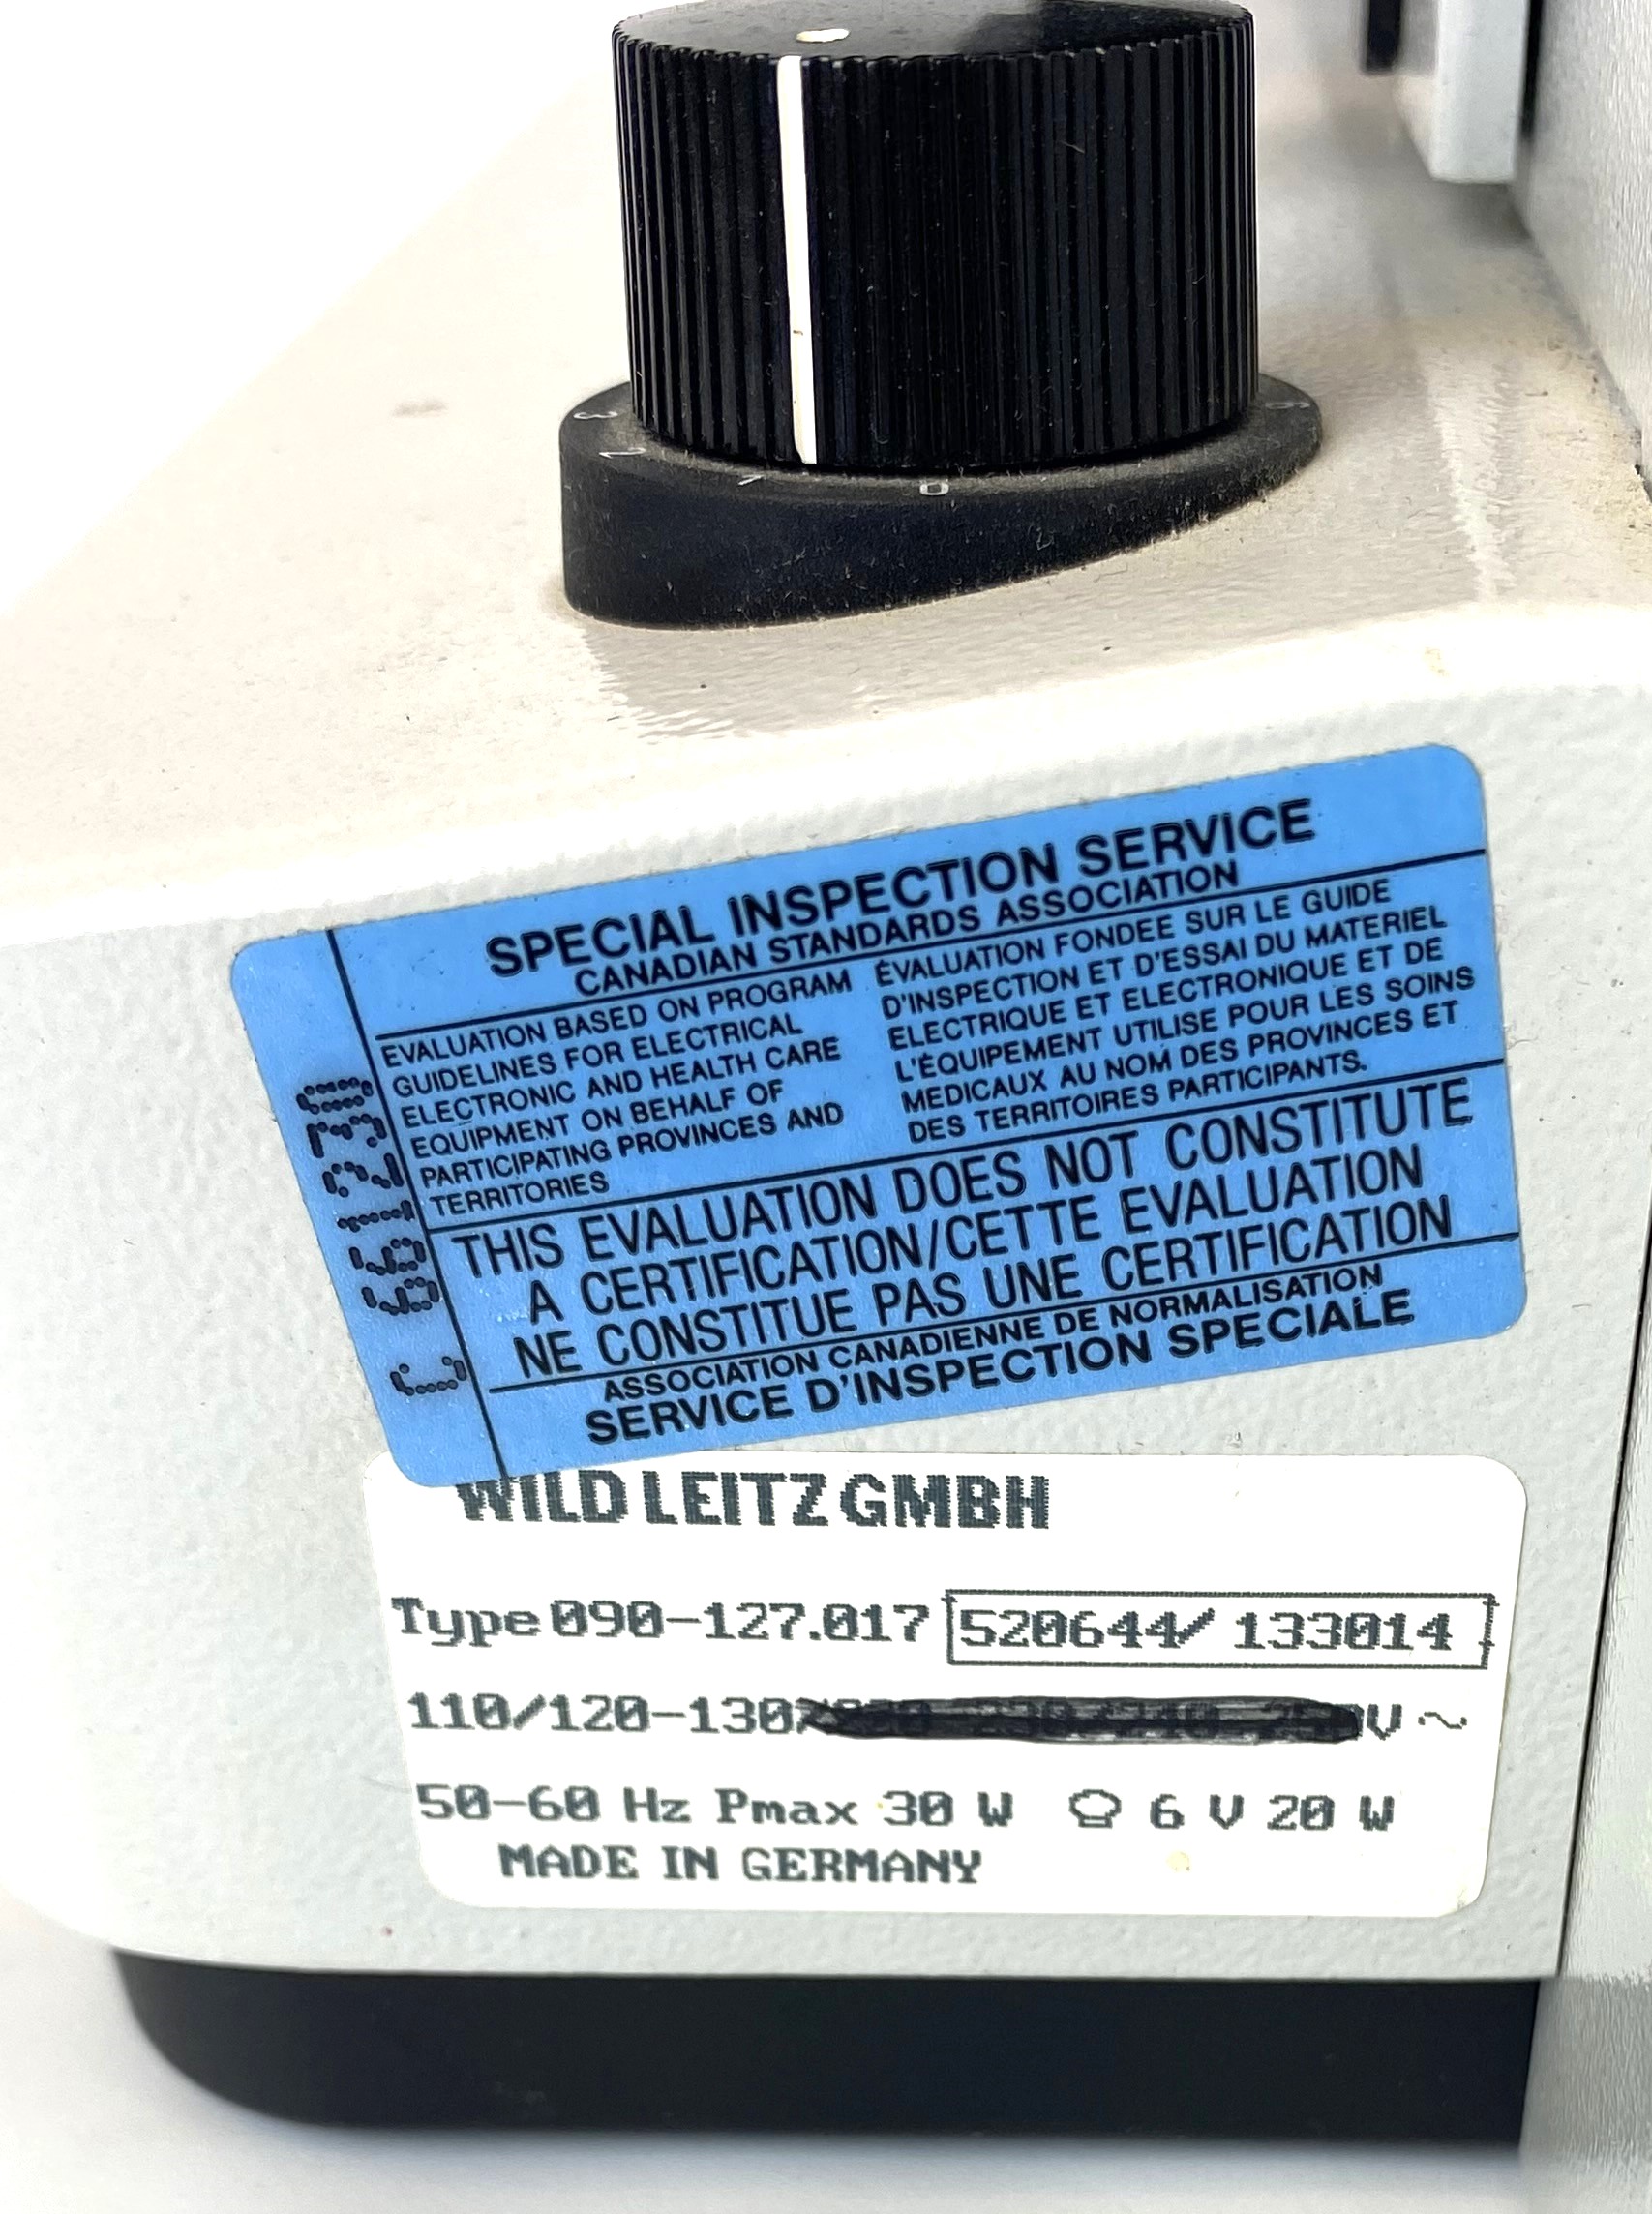 3
2
1
0
6
SPECIAL INSPECTION SERVICE
CANADIAN STANDARDS ASSOCIATION
EVALUATION BASED ON PROGRAM
GUIDELINES FOR ELECTRICAL
ELECTRONIC AND HEALTH CARE
EQUIPMENT ON BEHALF OF
PARTICIPATING PROVINCES AND
TERRITORIES
ÉVALUATION FONDEE SUR LE GUIDE
D'INSPECTION ET D'ESSAI DU MATERIEL
ELECTRIQUE ET ELECTRONIQUE ET DE
L'ÉQUIPEMENT UTILISE POUR LES SOINS
MEDICAUX AU NOM DES PROVINCES ET
DES TERRITOIRES PARTICIPANTS.
THIS EVALUATION DOES NOT CONSTITUTE
A CERTIFICATION/CETTE EVALUATION
NE CONSTITUE PAS UNE CERTIFICATION
ASSOCIATION CANADIENNE DE NORMALISATION
SERVICE D'INSPECTION SPECIALE
WILD LEITZ GMBH
Type 090-127.017 520644/ 133014
110/120-130 V ~
50-60 Hz Pmax 30 W 6 V 20 W
MADE IN GERMANY